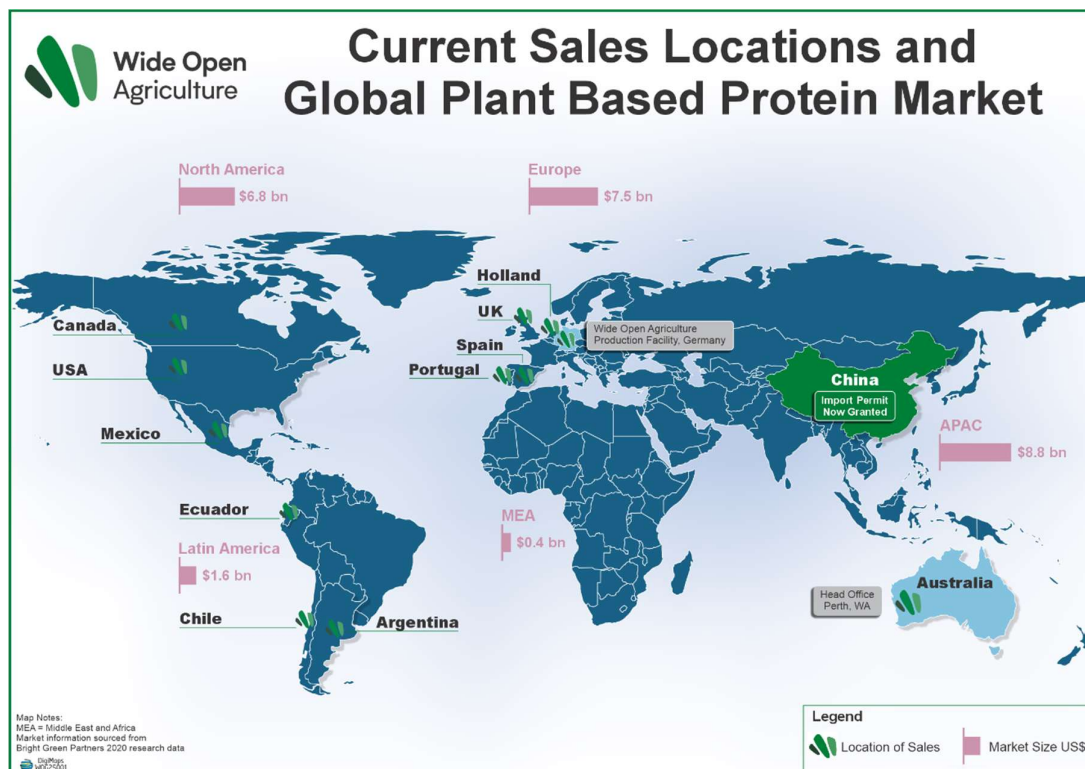 Wide Open
Agriculture
Current Sales Locations and
Global Plant Based Protein Market
North America
$6.8 bn
Europe
$7.5 bn
Holland
UK
Wide Open Agriculture
Production Facility, Germany
Spain
Portugal
Canada
USA
Mexico
China
Import Permit
Now Granted
APAC
$8.8 bn
Ecuador
MEA
$0.4 bn
Latin America
$1.6 bn
Chile
Argentina
Australia
Head Office
Perth, WA
Map Notes:
MEA = Middle East and Africa
Market information sourced from
Bright Green Partners 2020 research data
DigiMaps
WOG25001
Legend
Location of Sales
Market Size US$